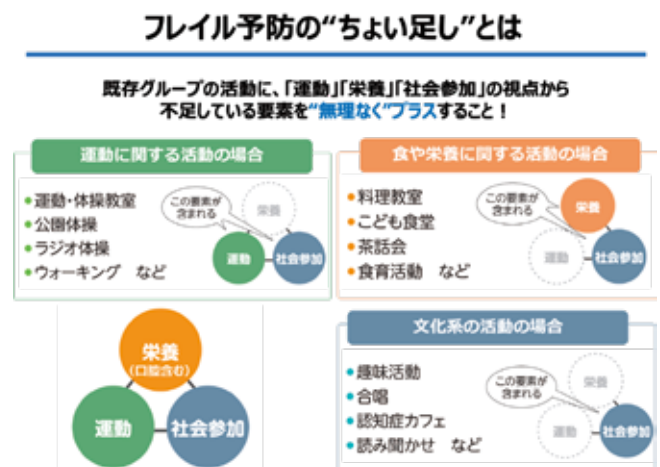 フレイル予防の“ちょい足し”とは
既存グループの活動に、「運動」「栄養」「社会参加」の視点から
不足している要素を“無理なく”プラスすること！
運動に関する活動の場合
•運動・体操教室
•公園体操
•ラジオ体操
•ウォーキング など
この要素が
含まれる
栄養
運動
社会参加
食や栄養に関する活動の場合
•料理教室
•こども食堂
•茶話会
•食育活動 など
この要素が
含まれる
栄養
運動
社会参加
栄養
(口腔含む)
運動
社会参加
文化系の活動の場合
•趣味活動
•合唱
•認知症カフェ
•読み聞かせ など
この要素が
含まれる
栄養
運動
社会参加